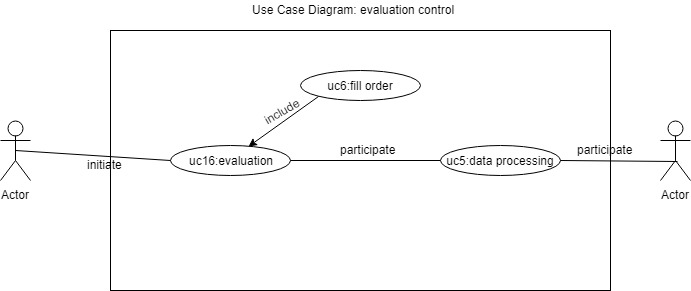 Use Case Diagram: evaluation control
uc6:fill order
include
uc16:evaluation
participate
uc5:data processing
participate
initiate
Actor
Actor